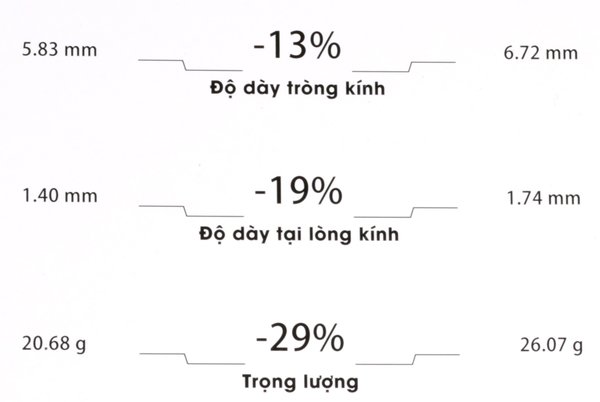 5.83 mm -13% 6.72 mm
Độ dày tròng kính
1.40 mm -19% 1.74 mm
Độ dày tại lòng kính
20.68 g -29% 26.07 g
Trọng lượng